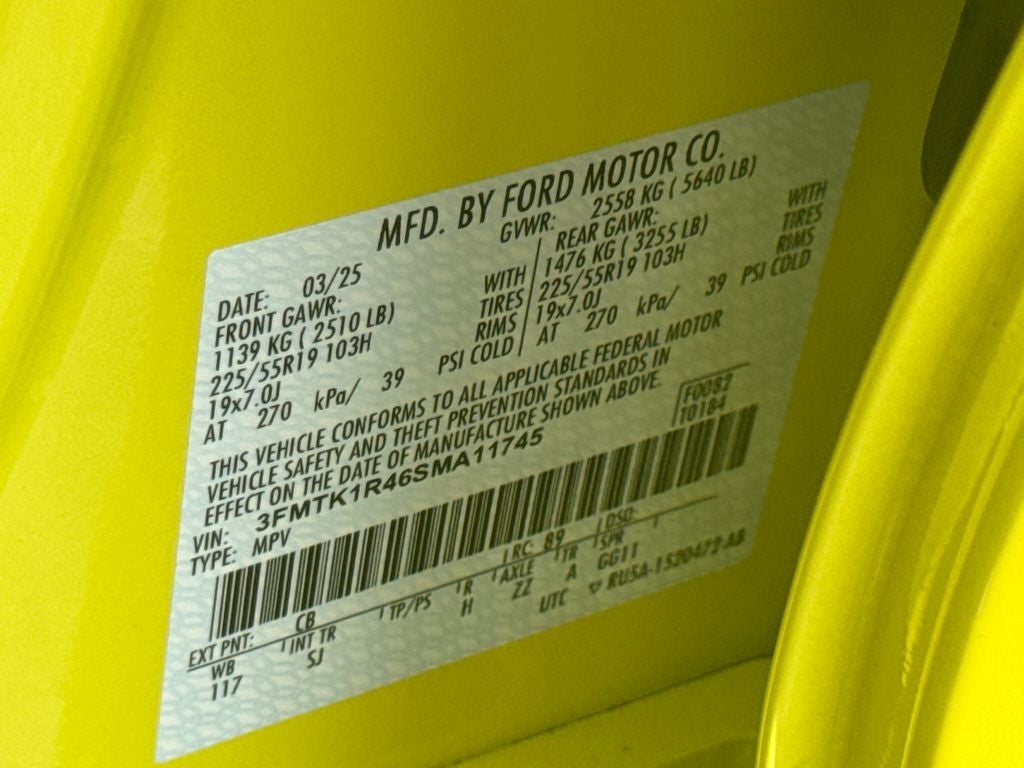 MFD. BY FORD MOTOR CO.
DATE: 03/25 GVWR: 2558 KG ( 5640 LB)
FRONT GAWR: WITH REAR GAWR: WITH
1139 KG ( 2510 LB) TIRES 1476 KG ( 3255 LB) TIRES
225/55R19 103H RIMS 225/55R19 103H RIMS
19x7.0J 19x7.0J
AT 270 kPa/ 39 PSI COLD AT 270 kPa/ 39 PSI COLD
THIS VEHICLE CONFORMS TO ALL APPLICABLE FEDERAL MOTOR
VEHICLE SAFETY AND THEFT PREVENTION STANDARDS IN
EFFECT ON THE DATE OF MANUFACTURE SHOWN ABOVE.
F0082
T0184
VIN: 3FMTK1R46SMA11745
TYPE: MPV
EXT PNT: CB RC: 89 DSO:
WB INT TR TP/PS R AXLE TR SPR
117 SJ H ZZ A GG11
UTC ▽ RU5A-1520472-AB